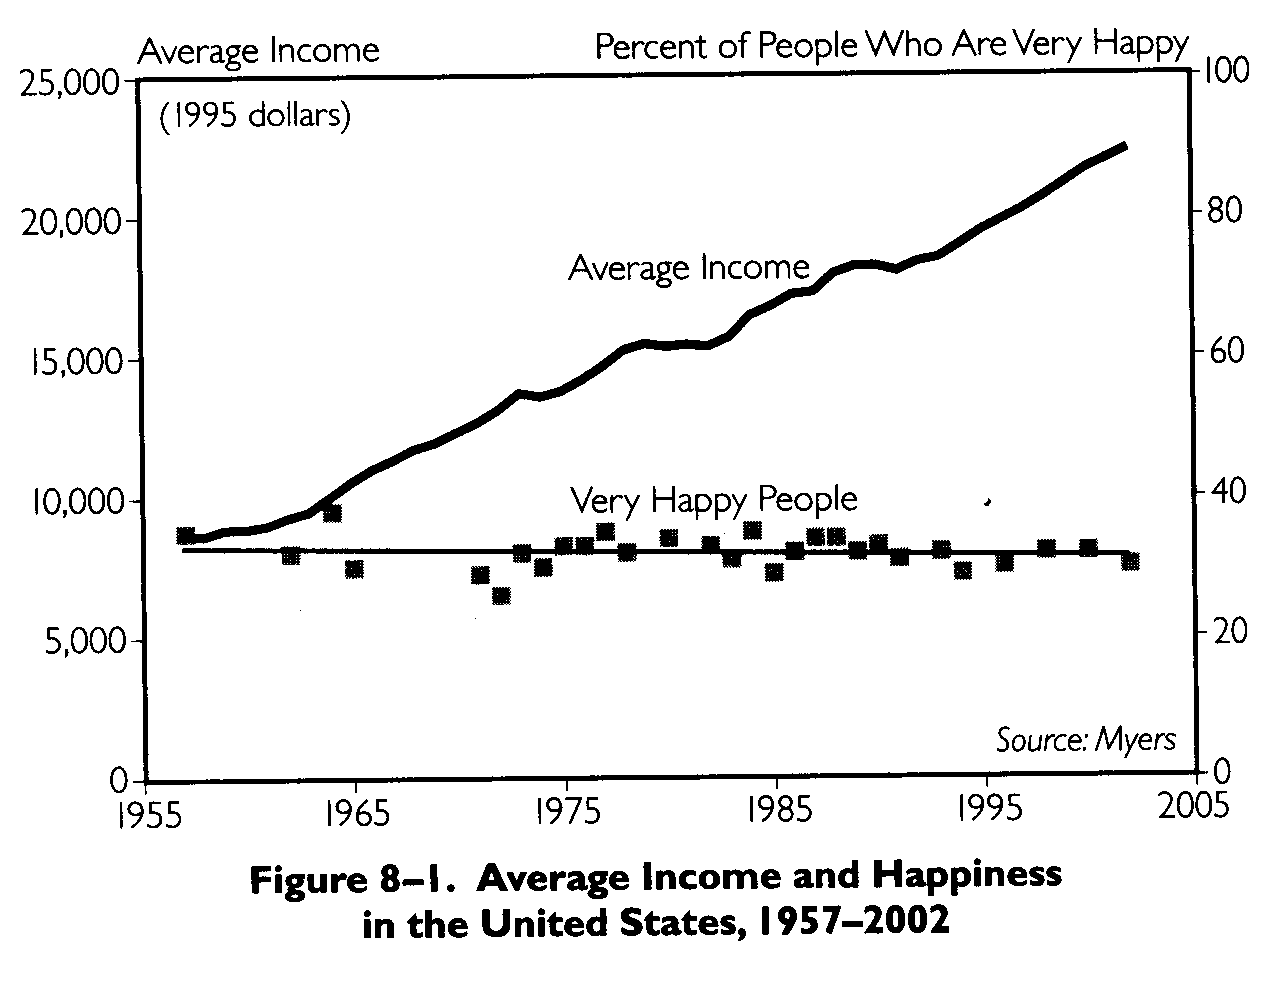 Average Income
Percent of People Who Are Very Happy
25,000
100
(1995 dollars)
20,000
80
Average Income
15,000
60
Very Happy People
10,000
40
5,000
20
Source: Myers
0
0
1955
1965
1975
1985
1995
2005
Figure 8–1. Average Income and Happiness
in the United States, 1957–2002